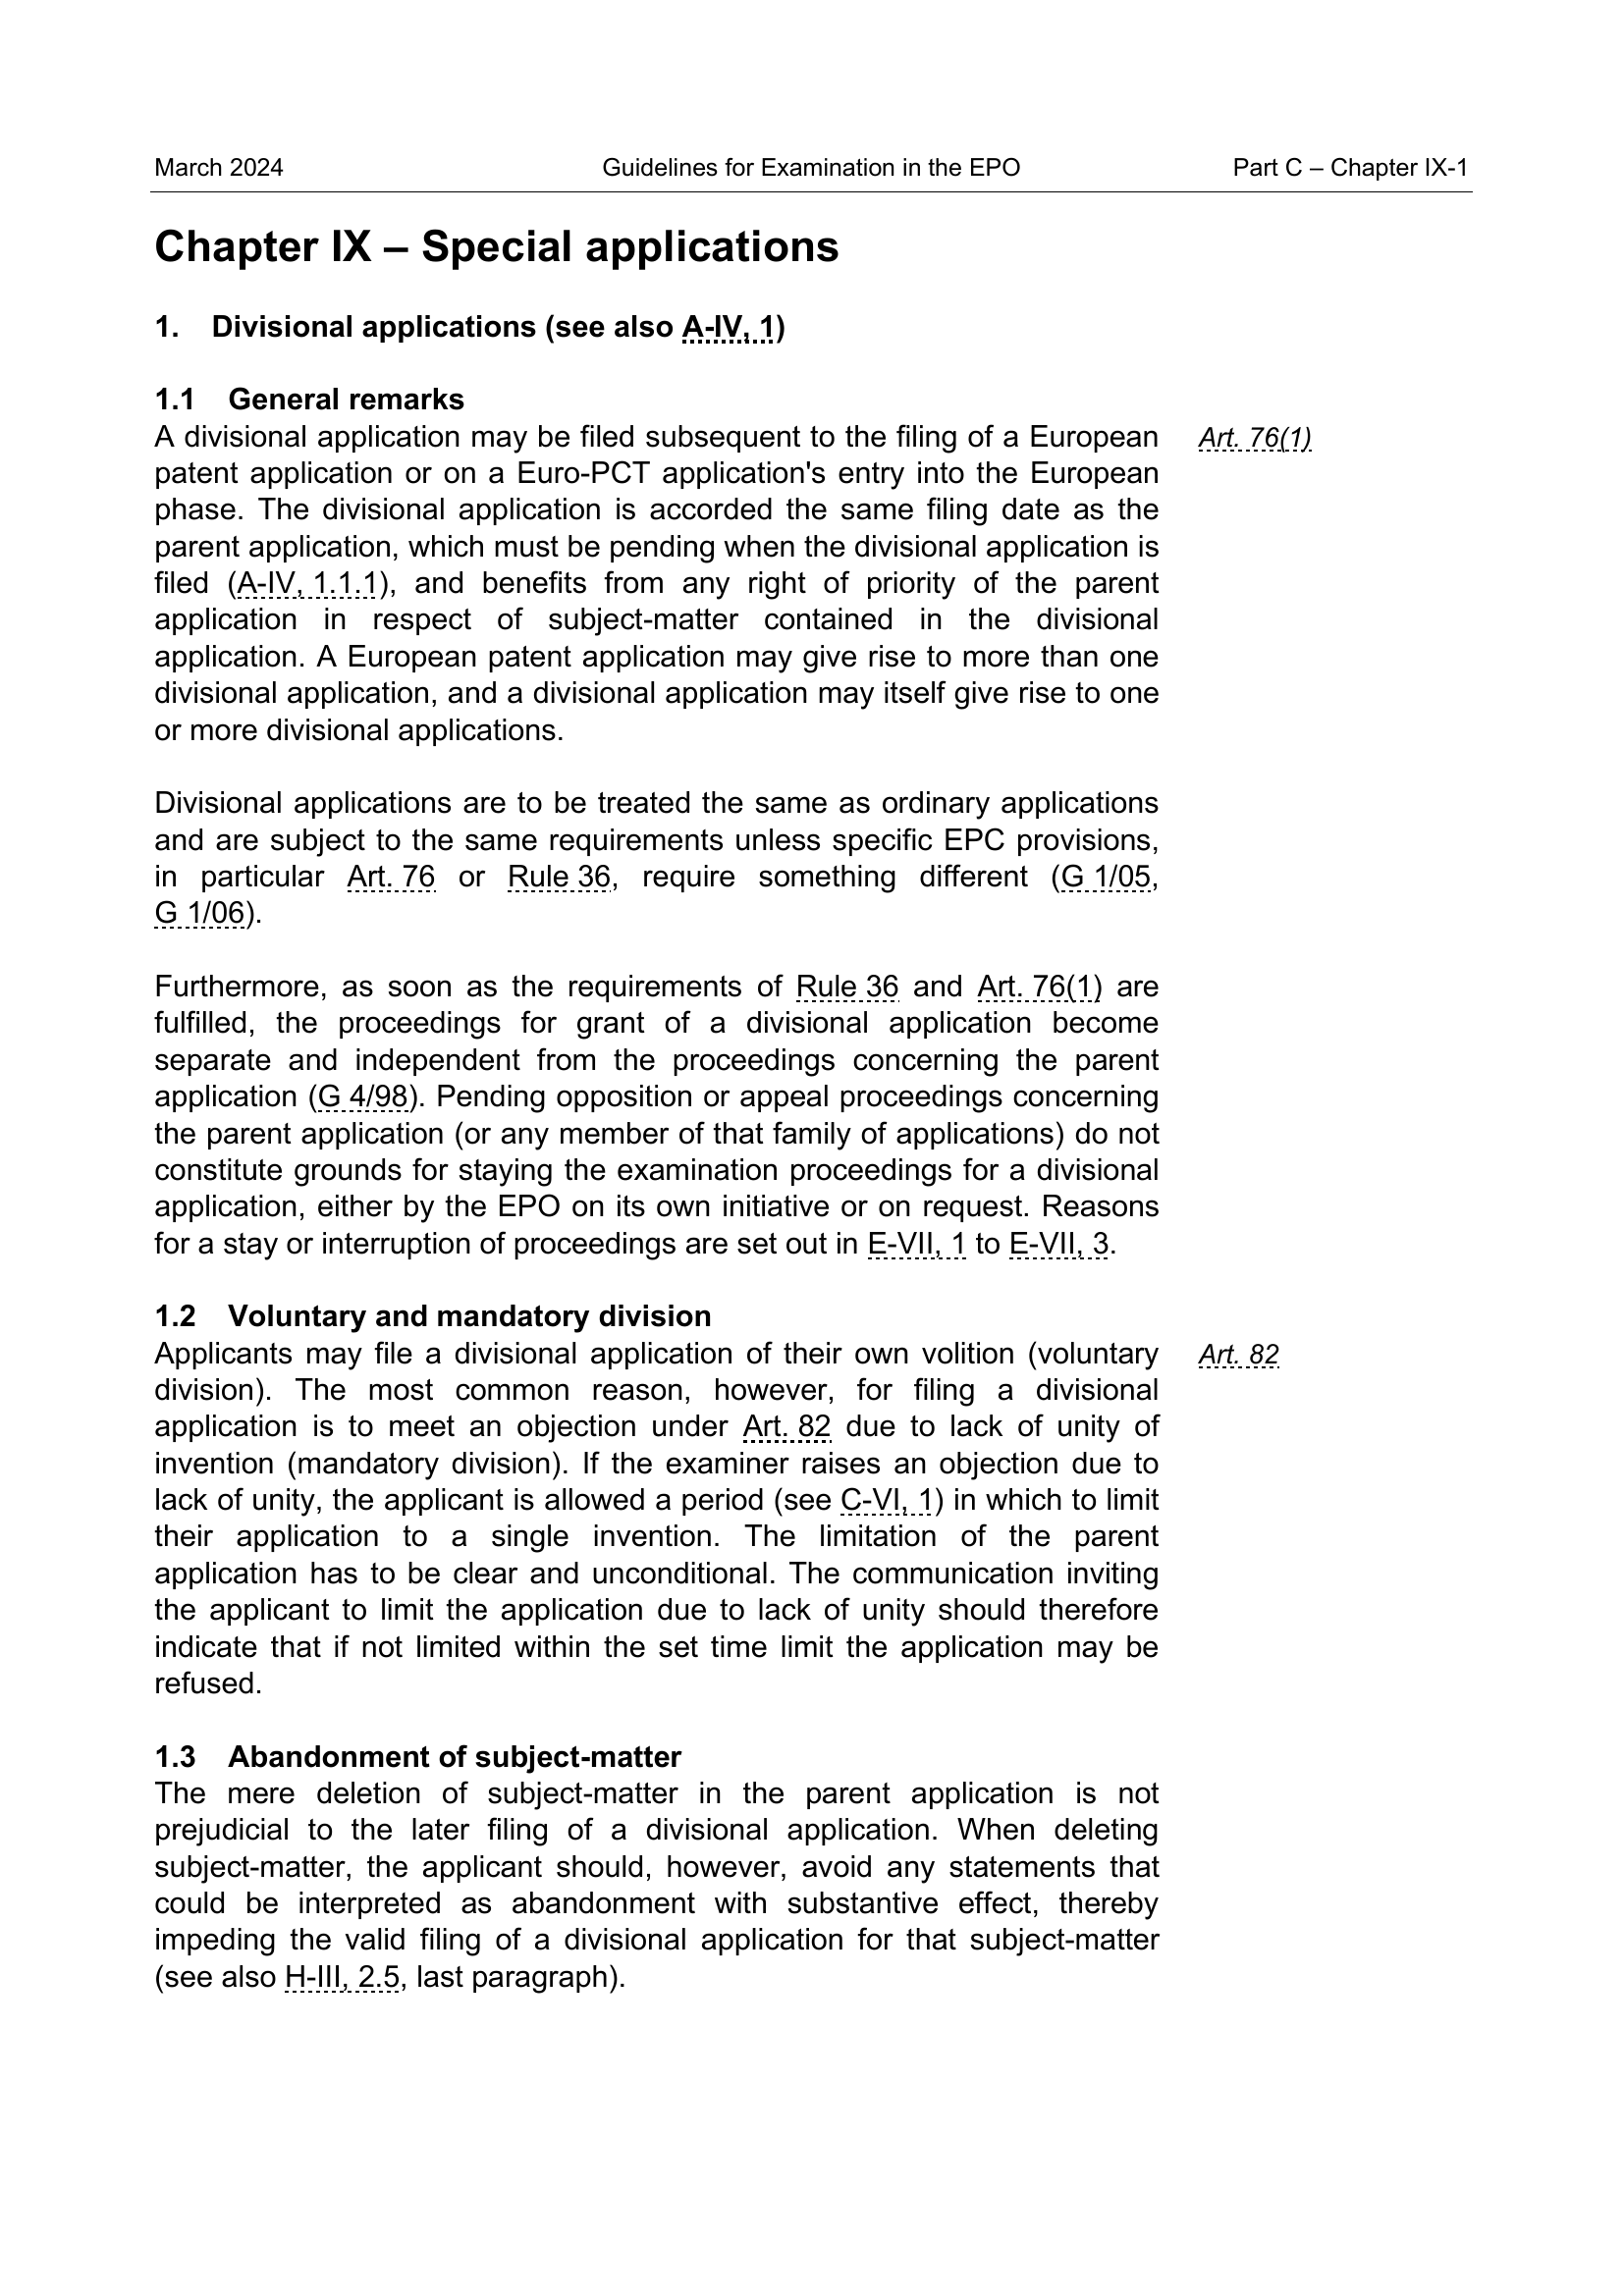 March 2024 Guidelines for Examination in the EPO Part C – Chapter IX-1
Chapter IX – Special applications
1. Divisional applications (see also A-IV, 1)
1.1 General remarks
A divisional application may be filed subsequent to the filing of a European Art. 76(1)
patent application or on a Euro-PCT application's entry into the European
phase. The divisional application is accorded the same filing date as the
parent application, which must be pending when the divisional application is
filed (A-IV, 1.1.1), and benefits from any right of priority of the parent
application in respect of subject-matter contained in the divisional
application. A European patent application may give rise to more than one
divisional application, and a divisional application may itself give rise to one
or more divisional applications.
Divisional applications are to be treated the same as ordinary applications
and are subject to the same requirements unless specific EPC provisions,
in particular Art. 76 or Rule 36, require something different (G 1/05,
G 1/06).
Furthermore, as soon as the requirements of Rule 36 and Art. 76(1) are
fulfilled, the proceedings for grant of a divisional application become
separate and independent from the proceedings concerning the parent
application (G 4/98). Pending opposition or appeal proceedings concerning
the parent application (or any member of that family of applications) do not
constitute grounds for staying the examination proceedings for a divisional
application, either by the EPO on its own initiative or on request. Reasons
for a stay or interruption of proceedings are set out in E-VII, 1 to E-VII, 3.
1.2 Voluntary and mandatory division
Applicants may file a divisional application of their own volition (voluntary Art. 82
division). The most common reason, however, for filing a divisional
application is to meet an objection under Art. 82 due to lack of unity of
invention (mandatory division). If the examiner raises an objection due to
lack of unity, the applicant is allowed a period (see C-VI, 1) in which to limit
their application to a single invention. The limitation of the parent
application has to be clear and unconditional. The communication inviting
the applicant to limit the application due to lack of unity should therefore
indicate that if not limited within the set time limit the application may be
refused.
1.3 Abandonment of subject-matter
The mere deletion of subject-matter in the parent application is not
prejudicial to the later filing of a divisional application. When deleting
subject-matter, the applicant should, however, avoid any statements that
could be interpreted as abandonment with substantive effect, thereby
impeding the valid filing of a divisional application for that subject-matter
(see also H-III, 2.5, last paragraph).